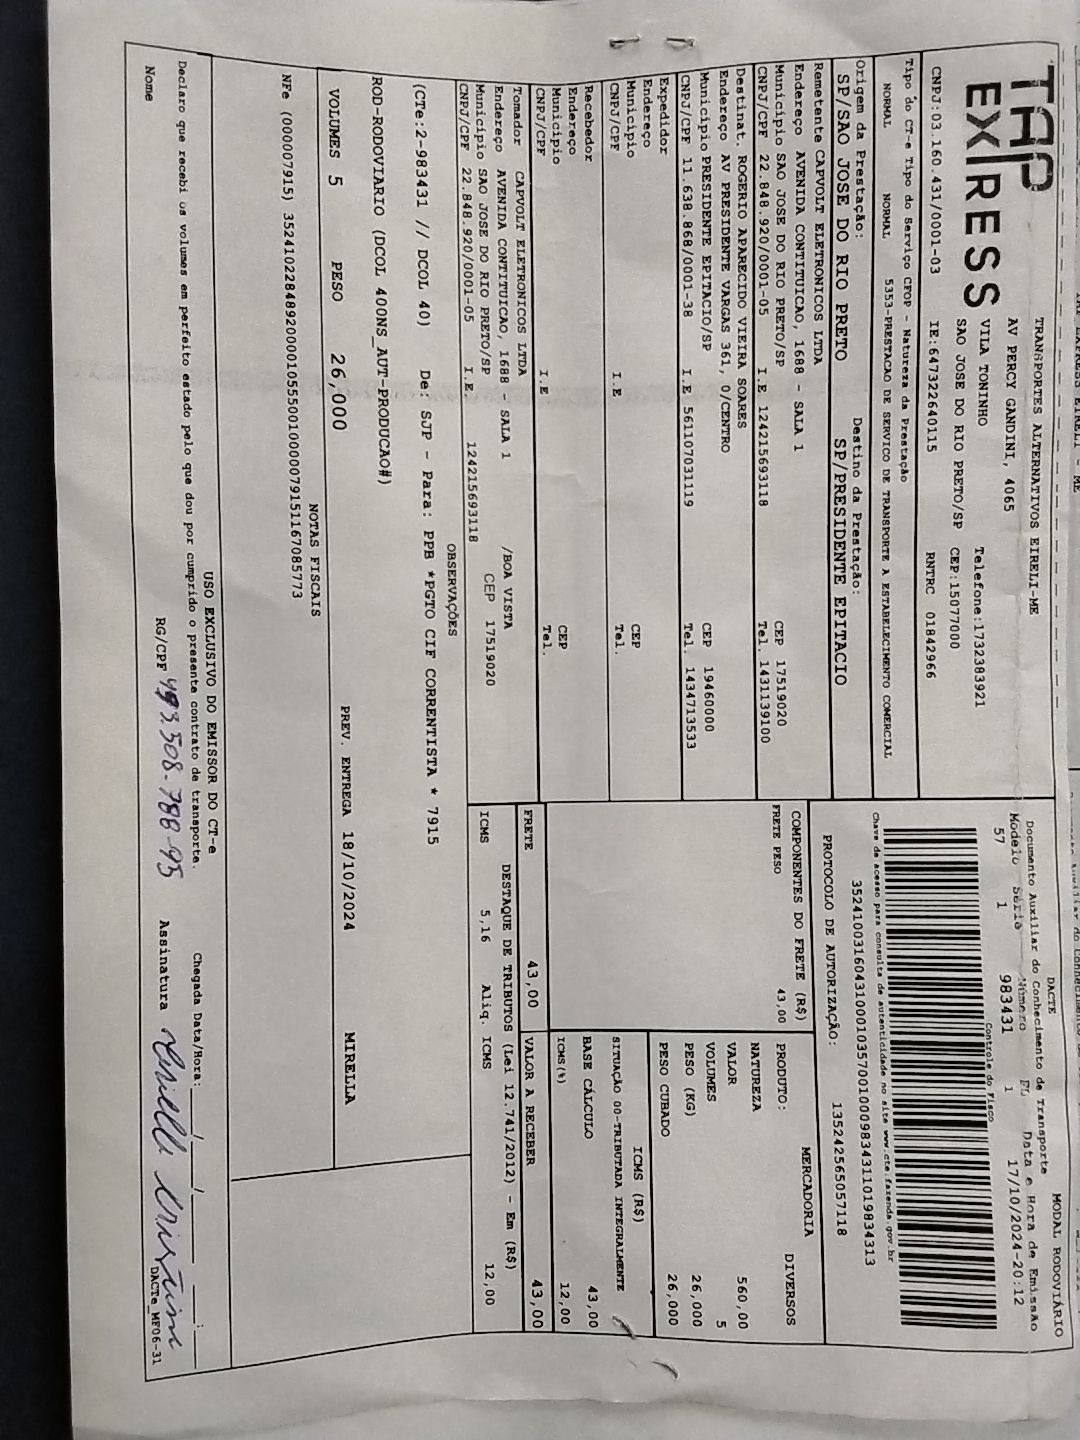 TAP EXPRESS
TRANSPORTES ALTERNATIVOS EIRELI-ME
AV PERCY GANDINI, 4065
VILA TONINHO
SAO JOSE DO RIO PRETO/SP
Telefone:1732383921
CEP:15077000
CNPJ:03.160.431/0001-03 IE:647322640115 RNTRC 01842966
DACTE MODAL RODOVIÁRIO
Documento Auxiliar do Conhecimento de Transporte
Modelo Série Número FL Data e Hora de Emissão
57 1 983431 1 17/10/2024-20:12
Controle do Fisco
Chave de acesso para consulta de autenticidade no site www.cte.fazenda.gov.br
35241003160431000103570010009834311019834313
PROTOCOLO DE AUTORIZAÇÃO: 135242565057118
Tipo do CT-e Tipo do Serviço CFOP - Natureza da Prestação
NORMAL NORMAL 5353-PRESTACAO DE SERVICO DE TRANSPORTE A ESTABELECIMENTO COMERCIAL
Origem da Prestação: Destino da Prestação:
SP/SAO JOSE DO RIO PRETO SP/PRESIDENTE EPITACIO
Remetente CAPVOLT ELETRONICOS LTDA
Endereço AVENIDA CONTITUICAO, 1688 - SALA 1
Município SAO JOSE DO RIO PRETO/SP CEP 17519020
CNPJ/CPF 22.848.920/0001-05 I.E 124215693118 Tel. 1431139100
Destinat. ROGERIO APARECIDO VIEIRA SOARES
Endereço AV PRESIDENTE VARGAS 361, 0/CENTRO
Município PRESIDENTE EPITACIO/SP CEP 19460000
CNPJ/CPF 11.638.868/0001-38 I.E 561107031119 Tel. 1434713533
Expedidor
Endereço
Município CEP
CNPJ/CPF I.E Tel.
Recebedor
Endereço
Município CEP
CNPJ/CPF I.E Tel.
Tomador CAPVOLT ELETRONICOS LTDA
Endereço AVENIDA CONTITUICAO, 1688 - SALA 1 /BOA VISTA
Município SAO JOSE DO RIO PRETO/SP CEP 17519020
CNPJ/CPF 22.848.920/0001-05 I.E. 124215693118
COMPONENTES DO FRETE (R$)
FRETE PESO 43,00
FRETE 43,00
MERCADORIA
PRODUTO: DIVERSOS
NATUREZA
VALOR 560,00
VOLUMES 5
PESO (KG) 26,000
PESO CUBADO 26,000
ICMS (R$)
SITUAÇÃO 00-TRIBUTADA INTEGRALMENTE
BASE CÁLCULO 43,00
ICMS(%) 12,00
VALOR A RECEBER 43,00
DESTAQUE DE TRIBUTOS (Lei 12.741/2012) - Em (R$)
ICMS 5,16 Aliq. ICMS 12,00
OBSERVAÇÕES
(CTe:2-983431 /// DCOL 40) De: SJP - Para: PPB *PGTO CIF CORRENTISTA * 7915
ROD-RODOVIARIO (DCOL 400NS_AUT-PRODUCAO#)
VOLUMES 5 PESO 26,000 PREV. ENTREGA 18/10/2024 MIRELLA
NOTAS FISCAIS
NFe (000007915) 35241022848920000105550010000079151167085773
USO EXCLUSIVO DO EMISSOR DO CT-e
Declaro que recebi os volumes em perfeito estado pelo que dou por cumprido o presente contrato de transporte. Chegada Data/Hora: ___/___/___ ___:___
Nome RG/CPF 493.508.788-95 Assinatura
DACTe_MF06-31